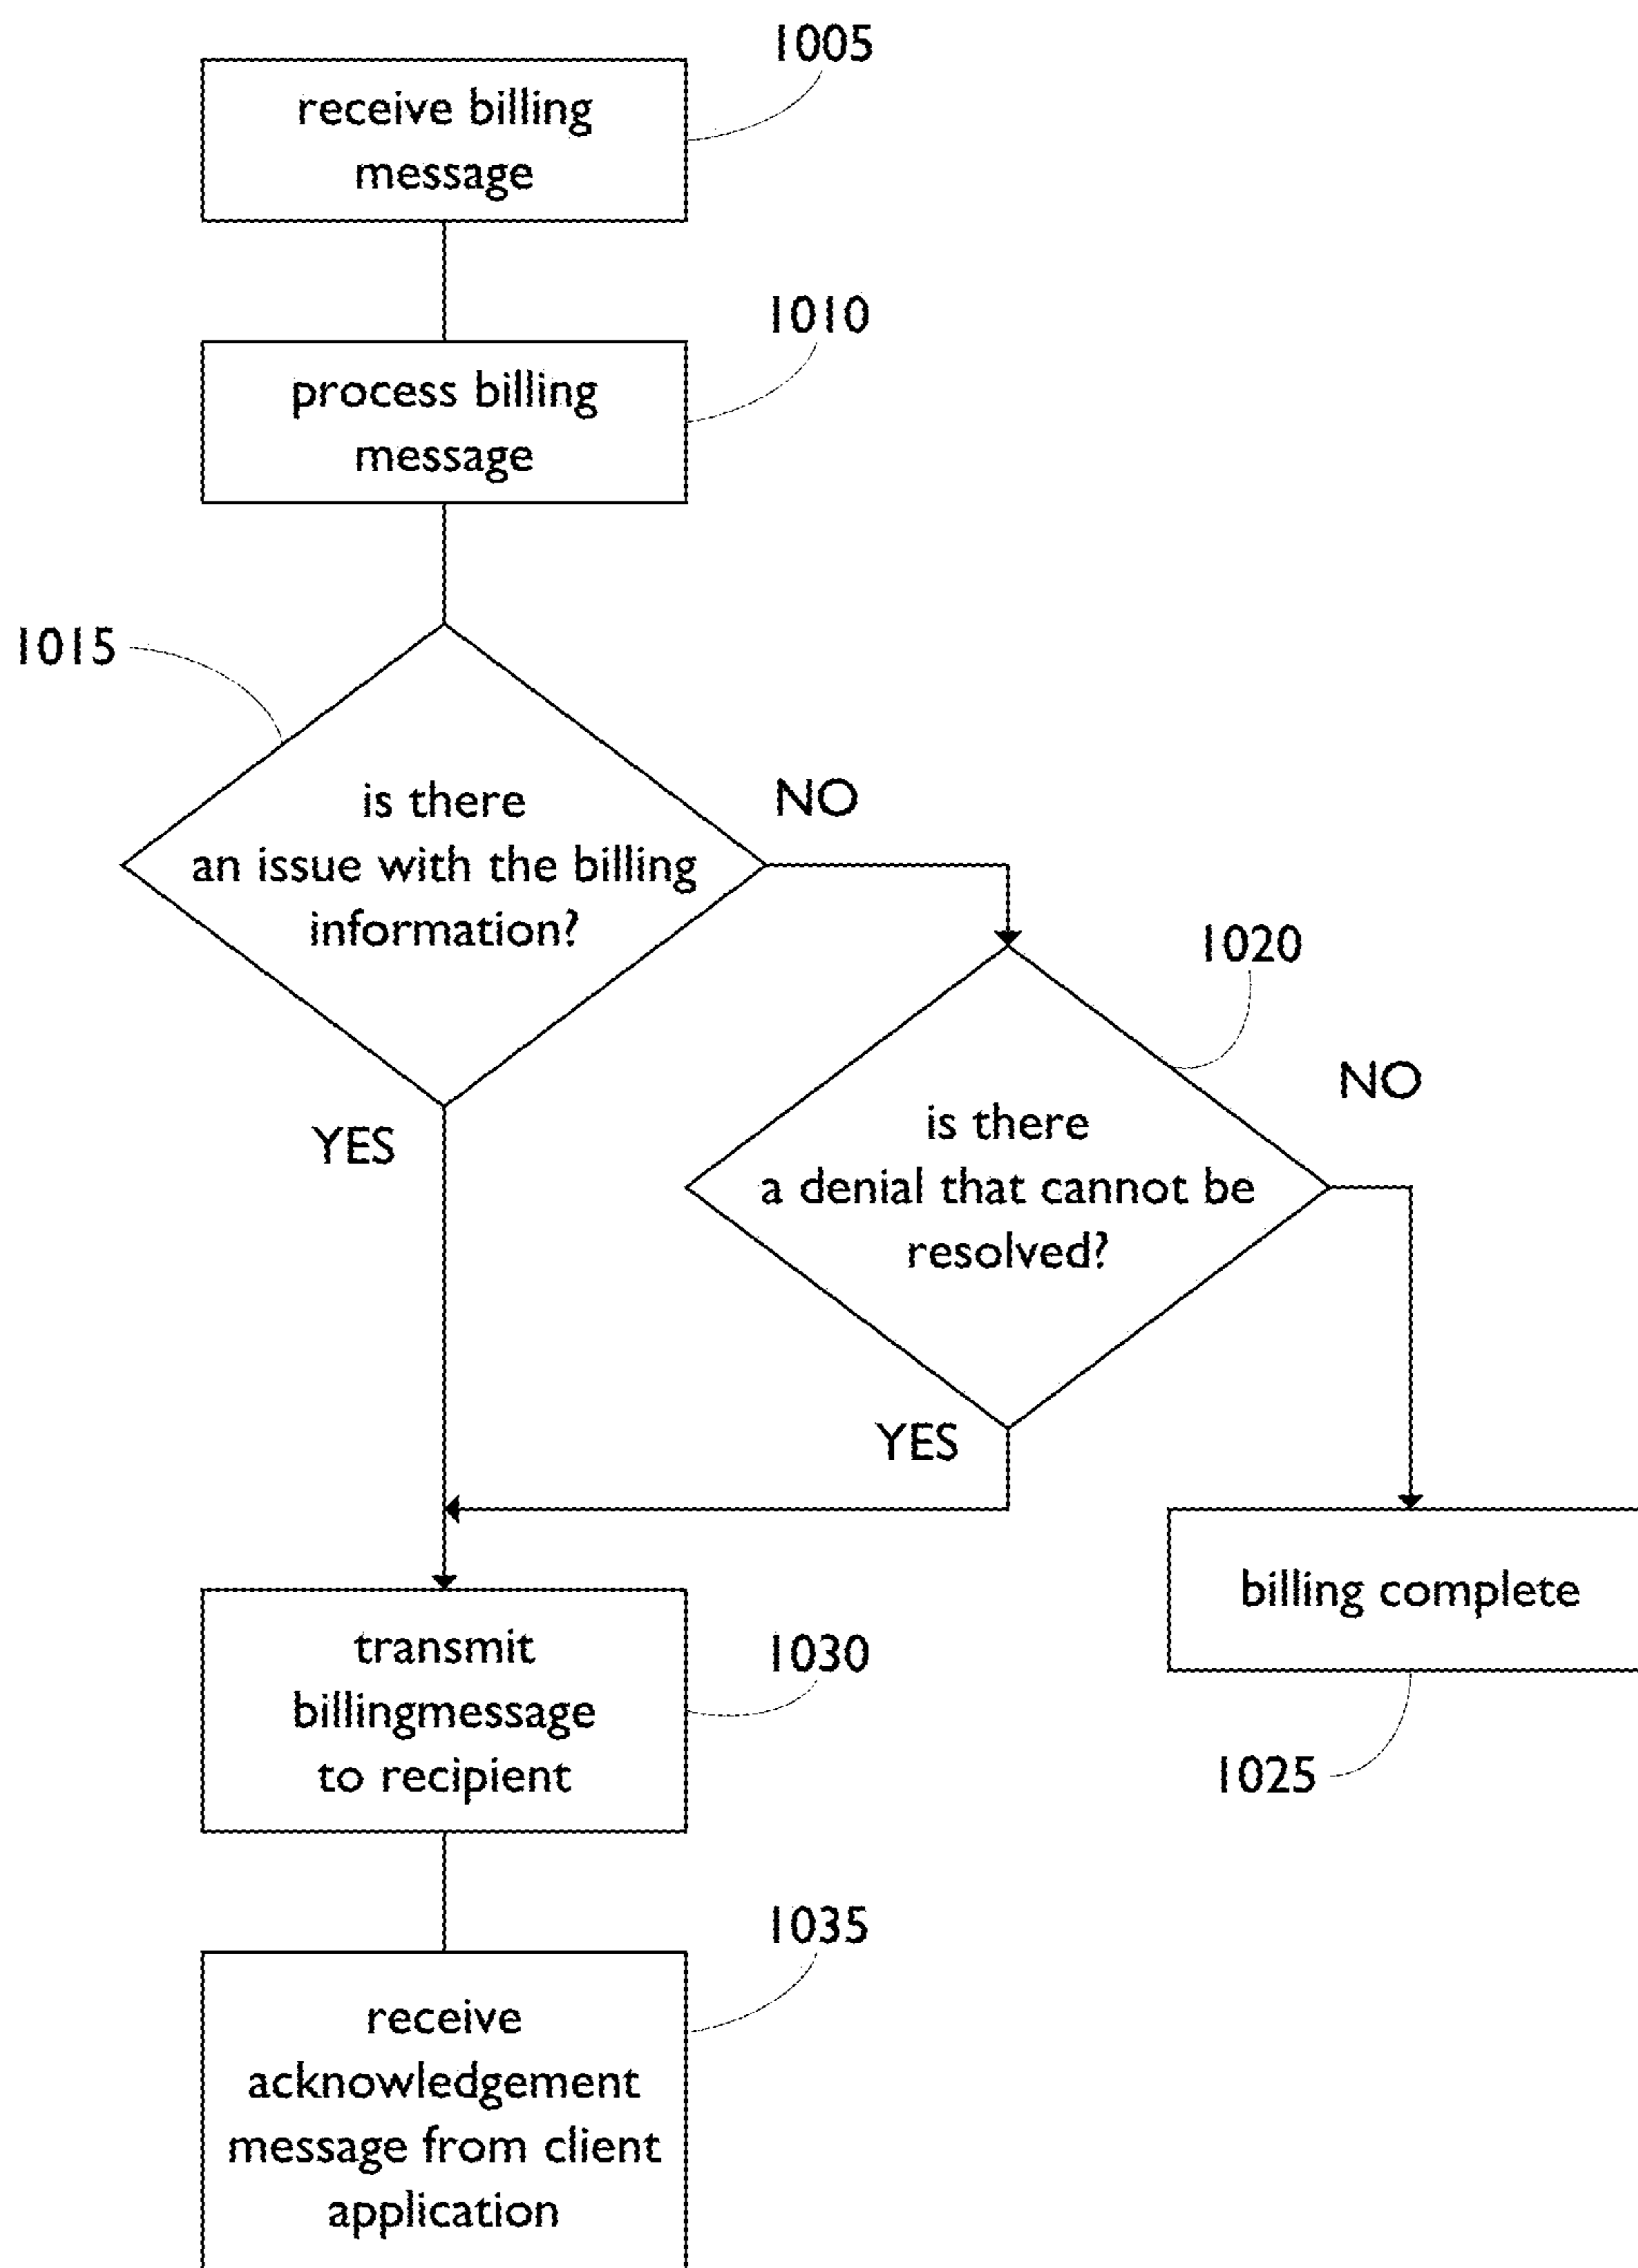 1005
receive billing
message
1010
process billing
message
1015
is there
an issue with the billing
information?
NO
YES
1020
is there
a denial that cannot be
resolved?
NO
YES
billing complete
1025
transmit
billingmessage
to recipient
1030
1035
receive
acknowledgement
message from client
application